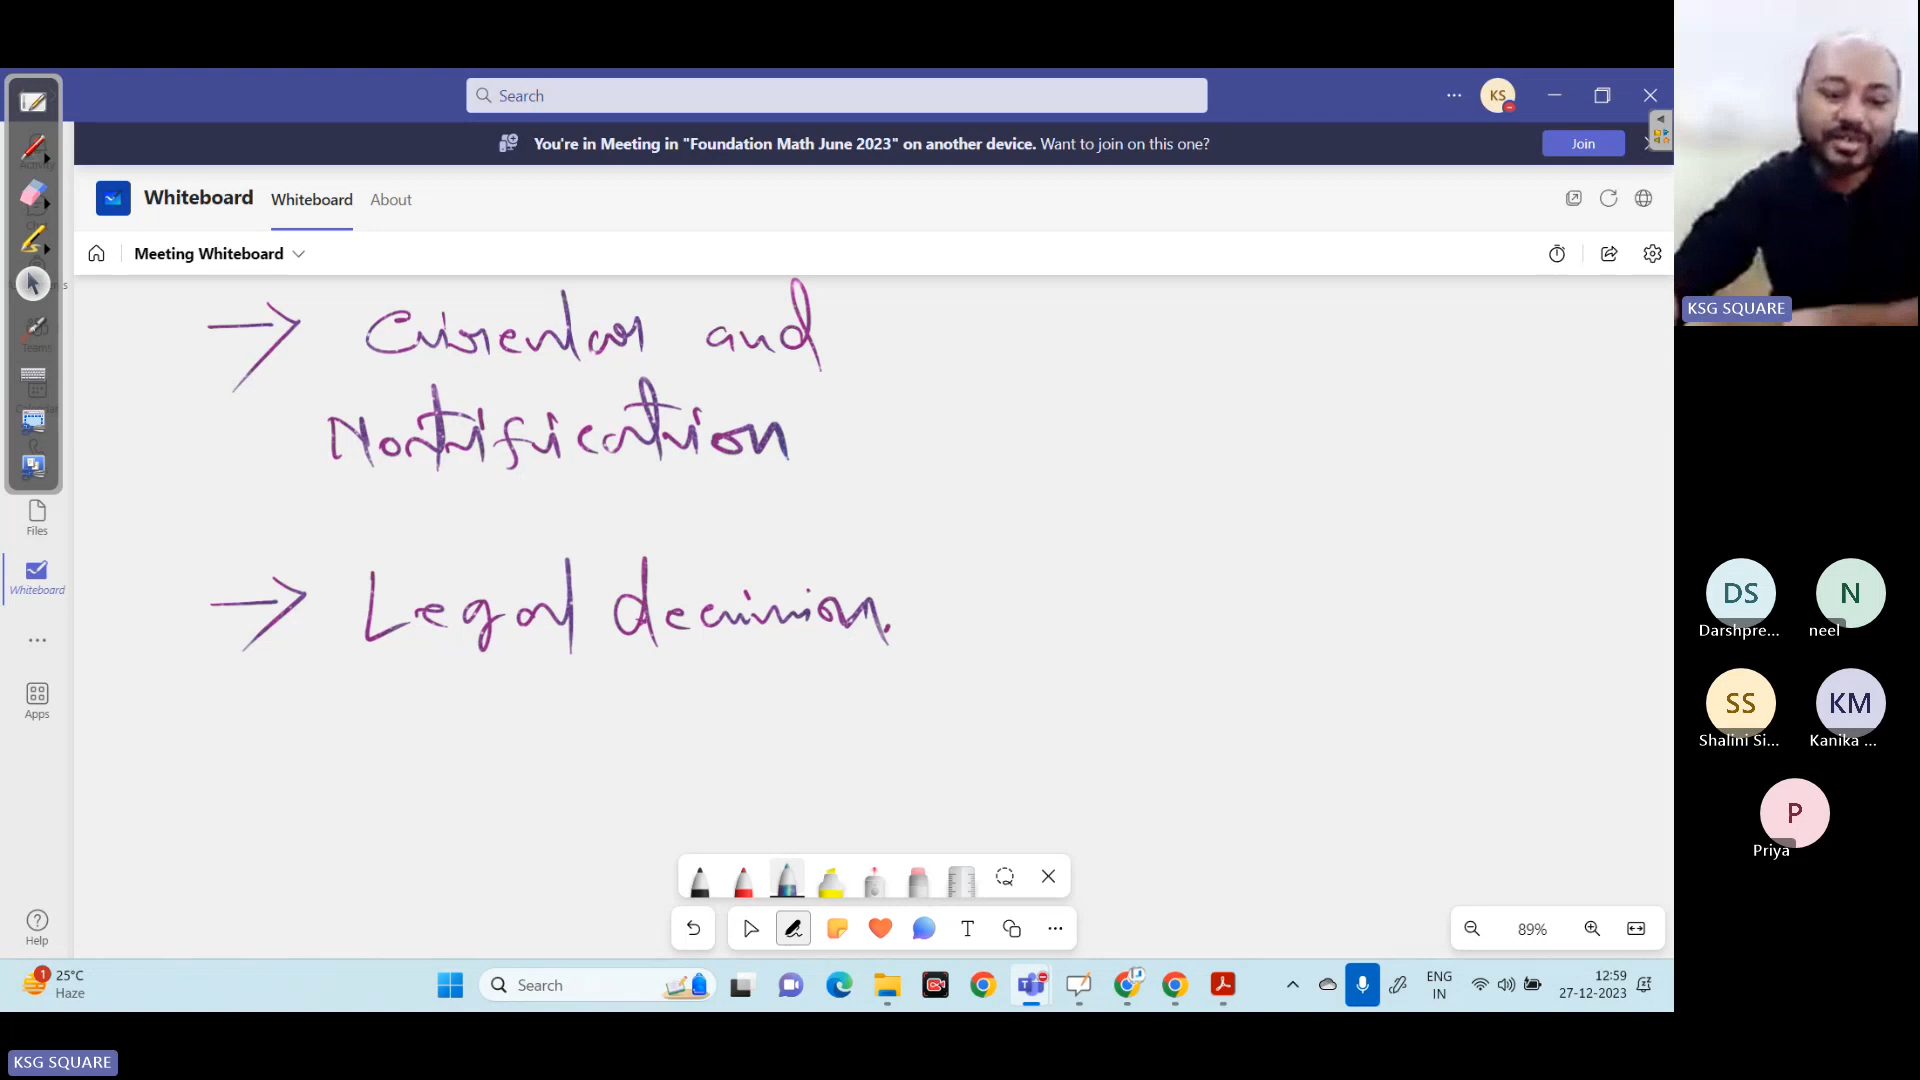 Search
KS
You're in Meeting in "Foundation Math June 2023" on another device. Want to join on this one?
Join
Whiteboard
Whiteboard
About
Meeting Whiteboard
→ Circular and
Notification
→ Legal decision.
KSG SQUARE
Teams
Files
Whiteboard
Apps
Help
DS
Darshpre...
N
neel
SS
Shalini Si...
KM
Kanika ...
P
Priya
89%
1
25°C
Haze
Search
ENG
IN
12:59
27-12-2023
KSG SQUARE